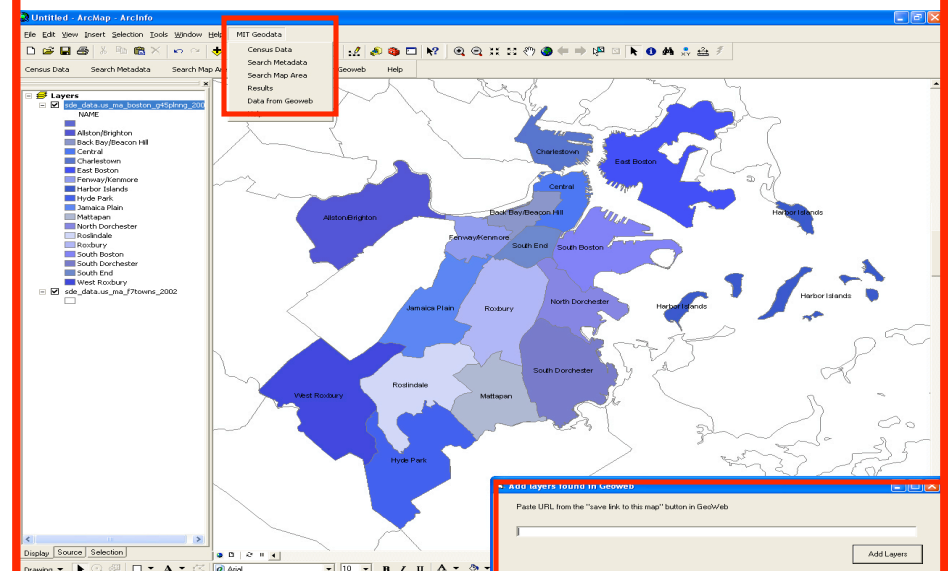 Untitled - ArcMap - ArcInfo
File Edit View Insert Selection Tools Window Help MIT Geodata
Census Data
Search Metadata
Search Map Area
Results
Data from Geoweb
Census Data Search Metadata Search Map Geoweb Help
Layers
sde_data.us_ma_boston_g45plnng_200
NAME
Allston/Brighton
Back Bay/Beacon Hill
Central
Charlestown
East Boston
Fenway/Kenmore
Harbor Islands
Hyde Park
Jamaica Plain
Mattapan
North Dorchester
Roslindale
Roxbury
South Boston
South Dorchester
South End
West Roxbury
sde_data.us_ma_f7towns_2002
Charlestown
East Boston
Central
Allston/Brighton
Back Bay/Beacon Hill
Harbor Islands
Fenway/Kenmore
South End
South Boston
Jamaica Plain
Roxbury
North Dorchester
Harbor Islands
Harbor Islands
South Dorchester
Roslindale
West Roxbury
Mattapan
Hyde Park
Add layers found in Geoweb
Paste URL from the "save link to this map" button in GeoWeb
Add Layers
Display Source Selection
Drawing A Arial 10 B I U A